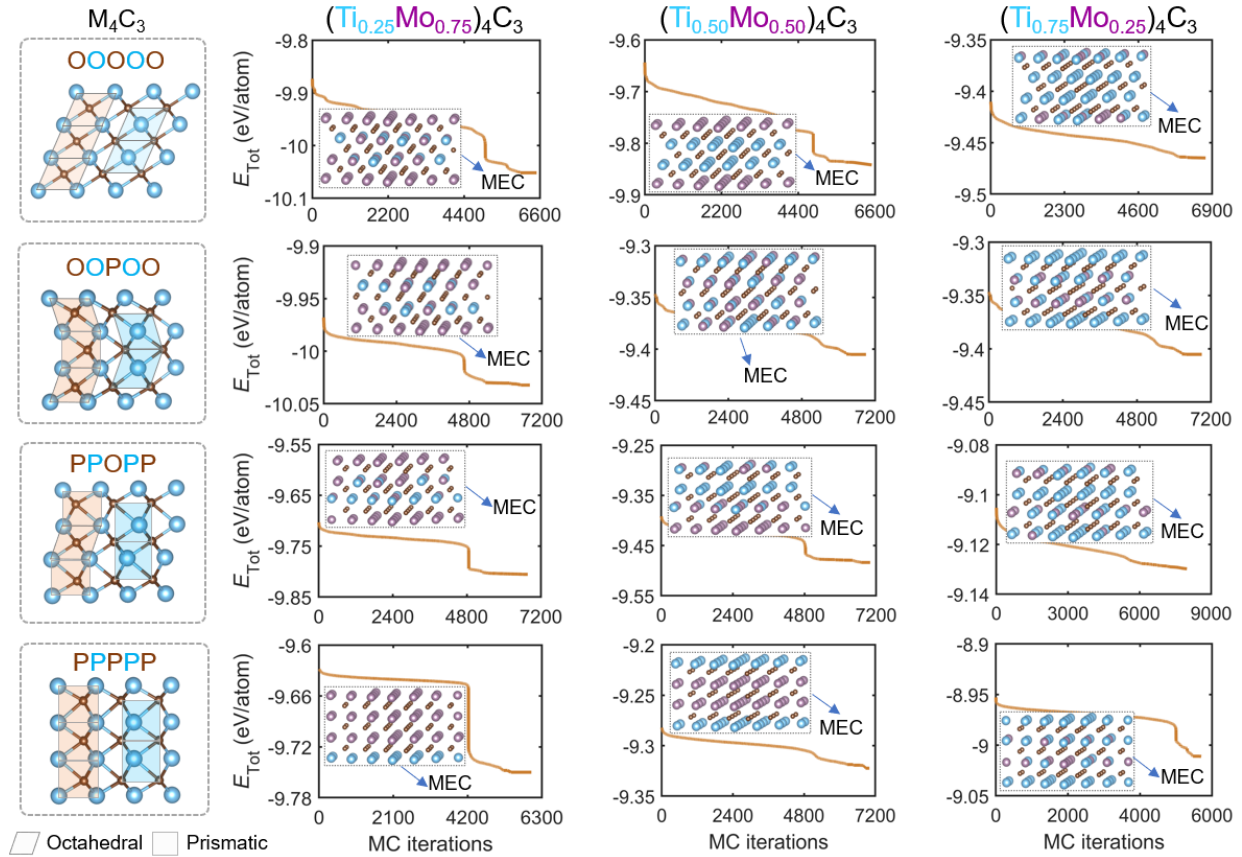 M4C3
(Ti0.25Mo0.75)4C3
(Ti0.50Mo0.50)4C3
(Ti0.75Mo0.25)4C3
OOOOO
ETot (eV/atom)
-9.8
-9.9
-10
-10.1
0 2200 4400 6600
MEC
-9.6
-9.7
-9.8
-9.9
0 2200 4400 6600
MEC
-9.35
-9.4
-9.45
-9.5
0 2300 4600 6900
MEC
OOPOO
ETot (eV/atom)
-9.9
-9.95
-10
-10.05
0 2400 4800 7200
MEC
-9.3
-9.35
-9.4
-9.45
0 2400 4800 7200
MEC
-9.3
-9.35
-9.4
-9.45
0 2400 4800 7200
MEC
PPOPP
ETot (eV/atom)
-9.55
-9.65
-9.75
-9.85
0 2400 4800 7200
MEC
-9.25
-9.35
-9.45
-9.55
0 2400 4800 7200
MEC
-9.08
-9.10
-9.12
-9.14
0 3000 6000 9000
MEC
PPPPP
ETot (eV/atom)
-9.6
-9.66
-9.72
-9.78
0 2100 4200 6300
MEC
MC iterations
-9.2
-9.25
-9.3
-9.35
0 2400 4800 7200
MEC
MC iterations
-8.9
-8.95
-9
-9.05
0 2000 4000 6000
MEC
MC iterations
Octahedral Prismatic